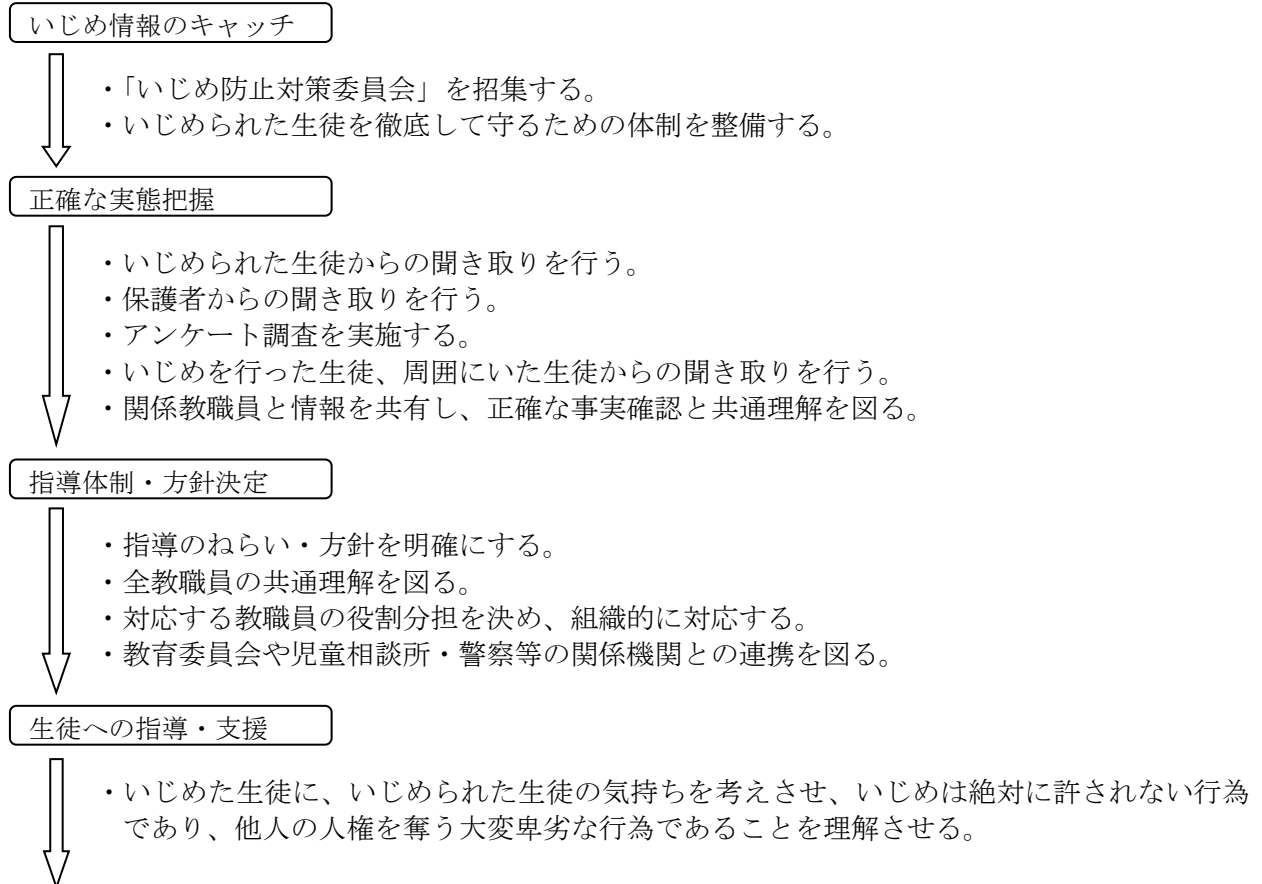 いじめ情報のキャッチ
・「いじめ防止対策委員会」を招集する。
・いじめられた生徒を徹底して守るための体制を整備する。
正確な実態把握
・いじめられた生徒からの聞き取りを行う。
・保護者からの聞き取りを行う。
・アンケート調査を実施する。
・いじめを行った生徒、周囲にいた生徒からの聞き取りを行う。
・関係教職員と情報を共有し、正確な事実確認と共通理解を図る。
指導体制・方針決定
・指導のねらい・方針を明確にする。
・全教職員の共通理解を図る。
・対応する教職員の役割分担を決め、組織的に対応する。
・教育委員会や児童相談所・警察等の関係機関との連携を図る。
生徒への指導・支援
・いじめた生徒に、いじめられた生徒の気持ちを考えさせ、いじめは絶対に許されない行為
であり、他人の人権を奪う大変卑劣な行為であることを理解させる。